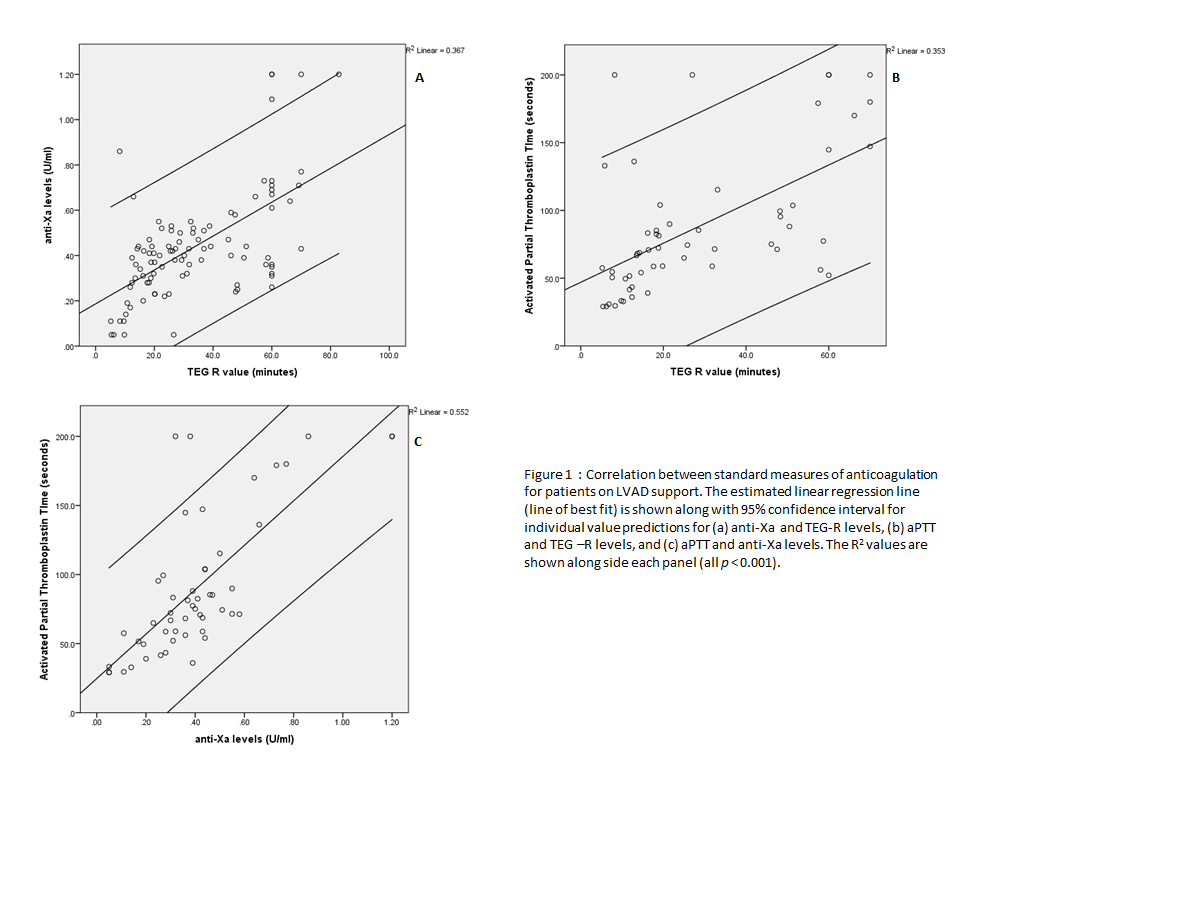 R2 Linear = 0.367
A
1.20
1.00
.80
.60
.40
.20
.00
anti-Xa levels (U/ml)
.0 20.0 40.0 60.0 80.0 100.0
TEG R value (minutes)
R2 Linear = 0.353
B
200.0
150.0
100.0
50.0
.0
Activated Partial Thromboplastin TIme (seconds)
.0 20.0 40.0 60.0
TEG R value (minutes)
R2 Linear = 0.552
C
200.0
150.0
100.0
50.0
.0
Activated Partial Thromboplastin TIme (seconds)
.00 .20 .40 .60 .80 1.00 1.20
anti-Xa levels (U/ml)
Figure 1 : Correlation between standard measures of anticoagulation
for patients on LVAD support. The estimated linear regression line
(line of best fit) is shown along with 95% confidence interval for
individual value predictions for (a) anti-Xa and TEG-R levels, (b) aPTT
and TEG –R levels, and (c) aPTT and anti-Xa levels. The R2 values are
shown along side each panel (all p < 0.001).